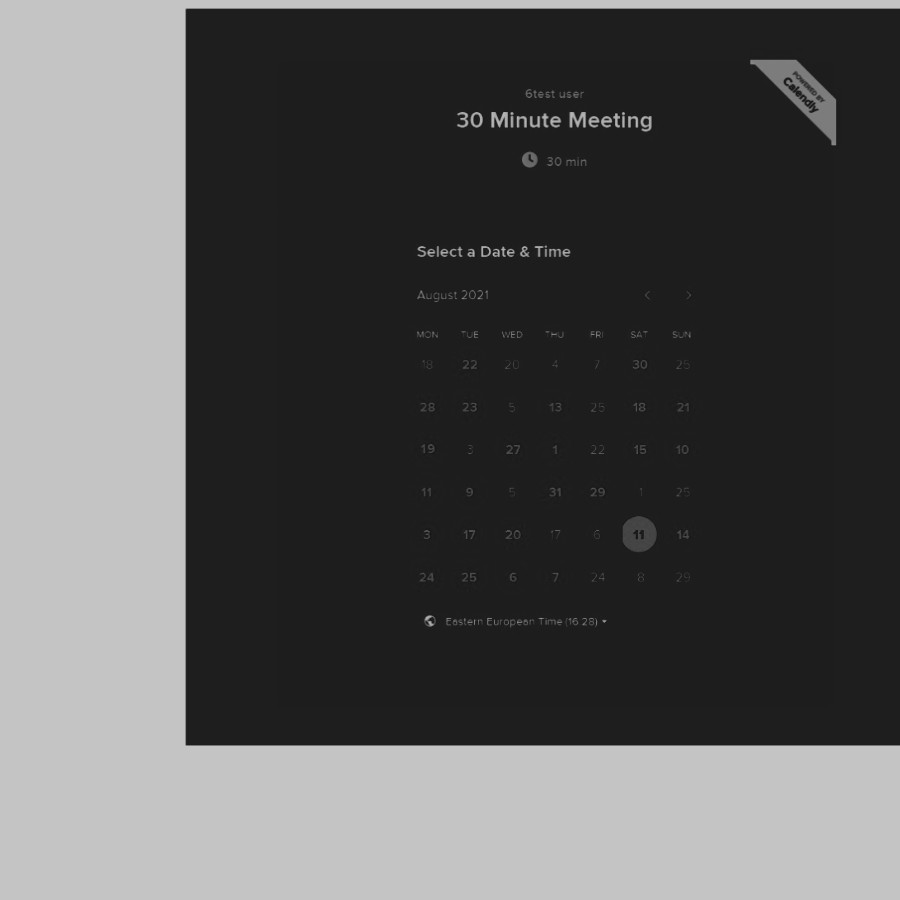 POWERED BY
Calendly
6test user
30 Minute Meeting
30 min
Select a Date & Time
August 2021
MON TUE WED THU FRI SAT SUN
18 22 20 4 7 30 25
28 23 5 13 25 18 21
19 3 27 1 22 15 10
11 9 5 31 29 1 25
3 17 20 17 6 11 14
24 25 6 7 24 8 29
Eastern European Time (16:28)